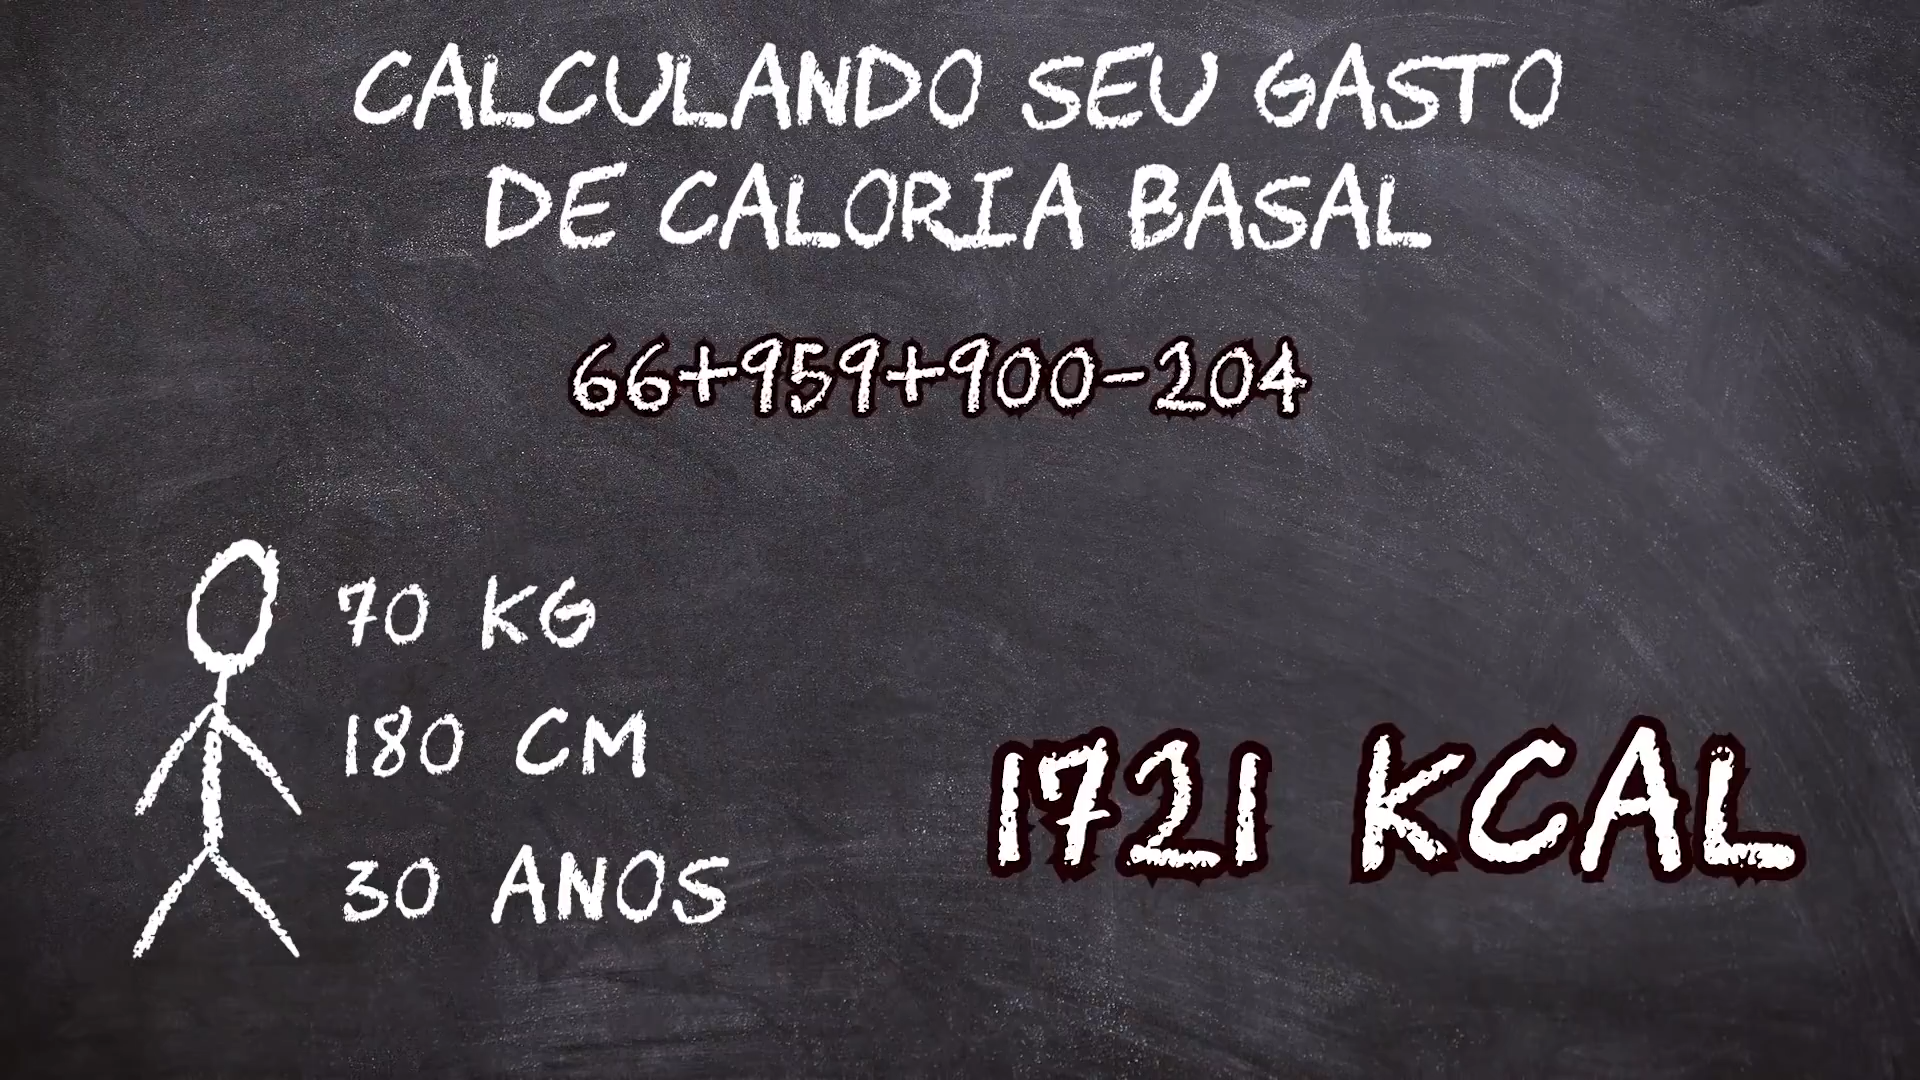 CALCULANDO SEU GASTO
DE CALORIA BASAL
66+959+900-204
70 KG
180 CM
30 ANOS
1721 KCAL